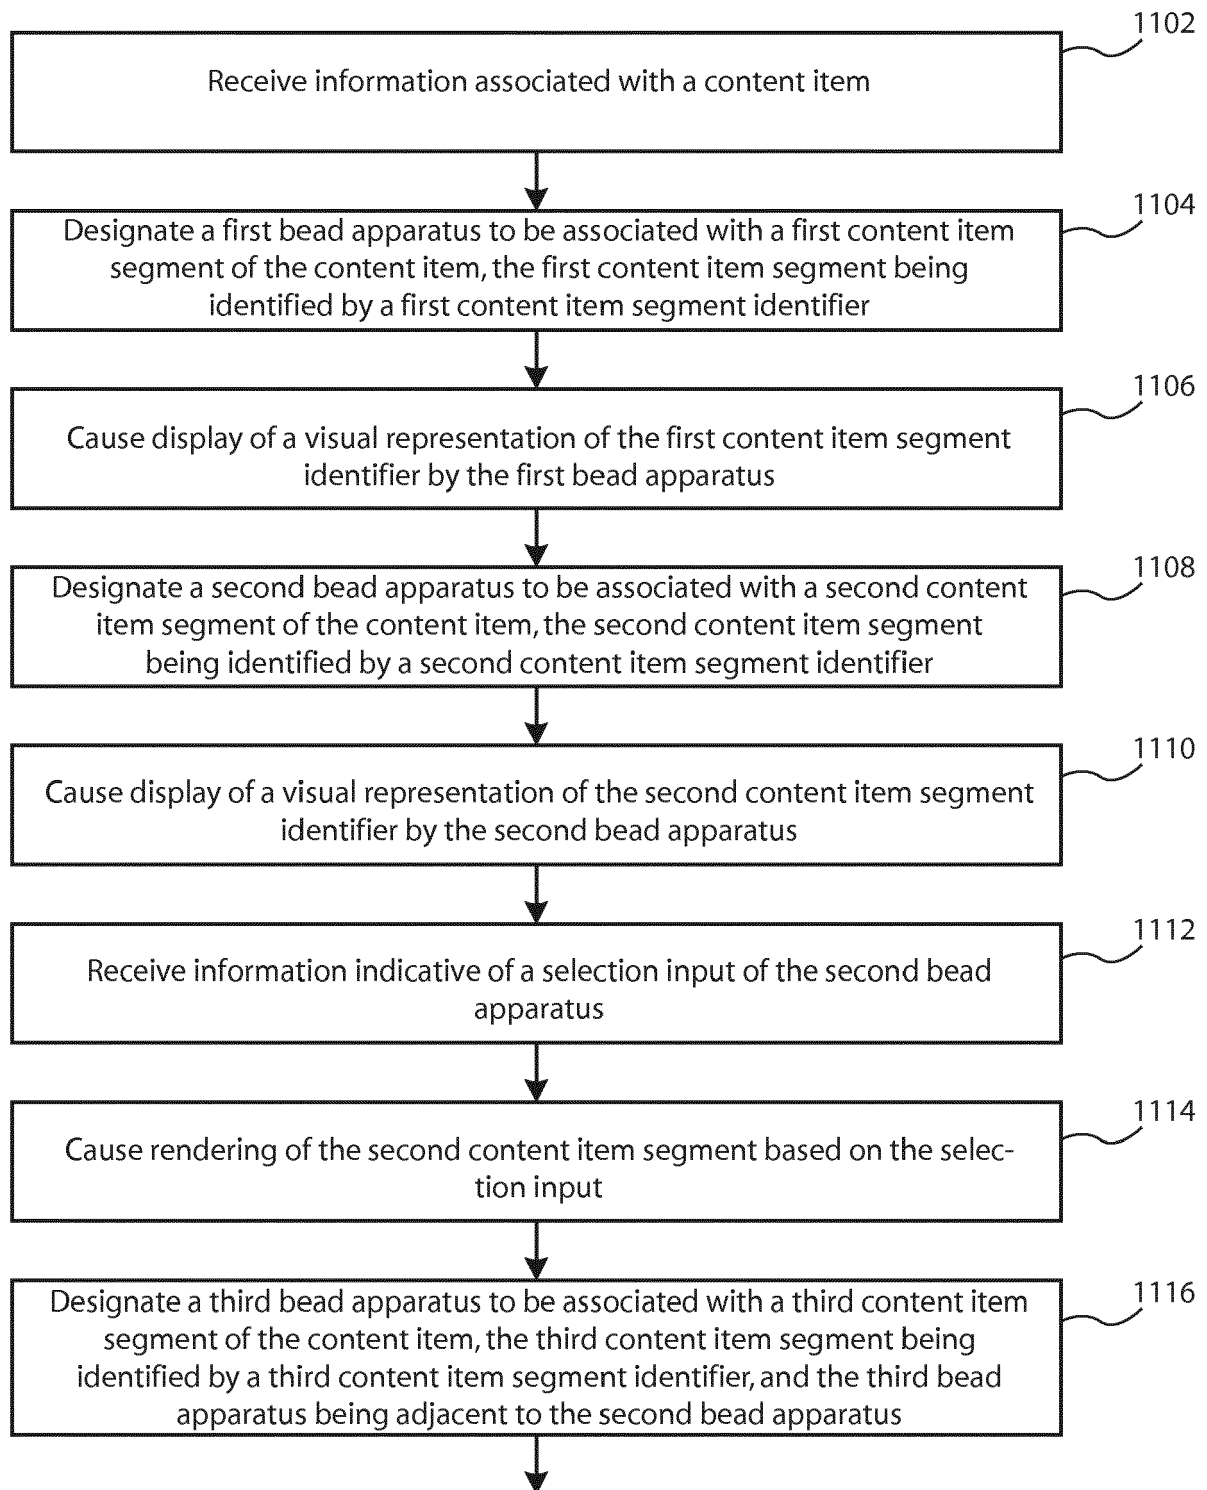 1102
Receive information associated with a content item
1104
Designate a first bead apparatus to be associated with a first content item
segment of the content item, the first content item segment being
identified by a first content item segment identifier
1106
Cause display of a visual representation of the first content item segment
identifier by the first bead apparatus
1108
Designate a second bead apparatus to be associated with a second content
item segment of the content item, the second content item segment
being identified by a second content item segment identifier
1110
Cause display of a visual representation of the second content item segment
identifier by the second bead apparatus
1112
Receive information indicative of a selection input of the second bead
apparatus
1114
Cause rendering of the second content item segment based on the selec-
tion input
1116
Designate a third bead apparatus to be associated with a third content item
segment of the content item, the third content item segment being
identified by a third content item segment identifier, and the third bead
apparatus being adjacent to the second bead apparatus